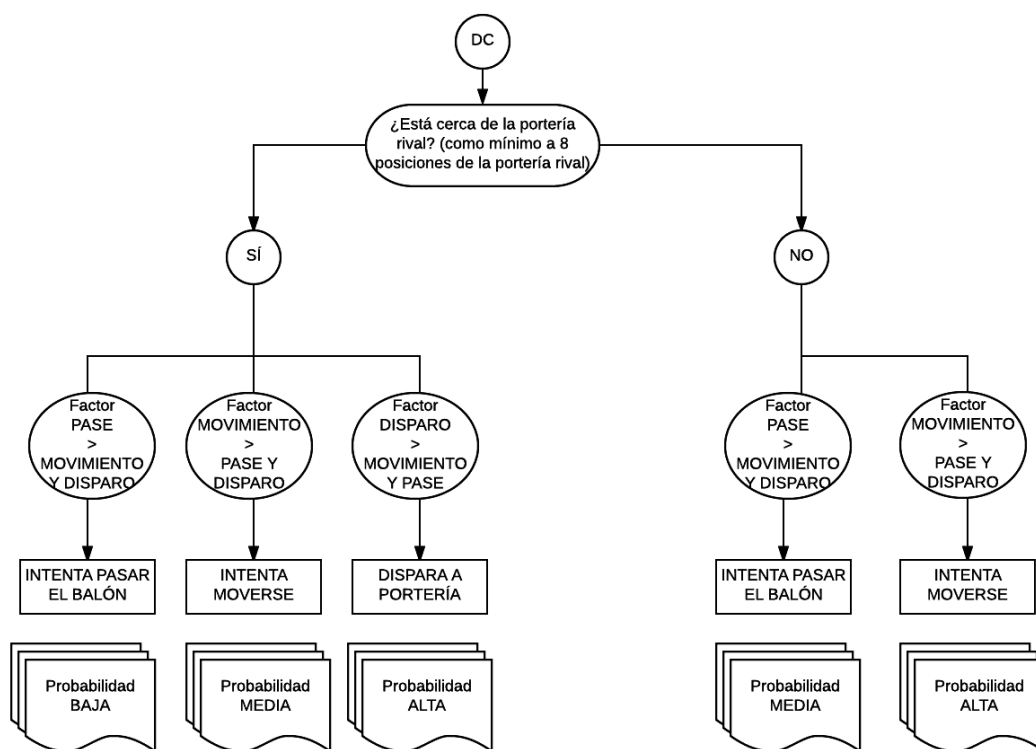 DC
¿Está cerca de la portería
rival? (como mínimo a 8
posiciones de la portería rival)
SÍ
NO
Factor
PASE
>
MOVIMIENTO
Y DISPARO
Factor
MOVIMIENTO
>
PASE Y
DISPARO
Factor
DISPARO
>
MOVIMIENTO
Y PASE
Factor
PASE
>
MOVIMIENTO
Y DISPARO
Factor
MOVIMIENTO
>
PASE Y
DISPARO
INTENTA PASAR
EL BALÓN
INTENTA
MOVERSE
DISPARA A
PORTERÍA
INTENTA PASAR
EL BALÓN
INTENTA
MOVERSE
Probabilidad
BAJA
Probabilidad
MEDIA
Probabilidad
ALTA
Probabilidad
MEDIA
Probabilidad
ALTA